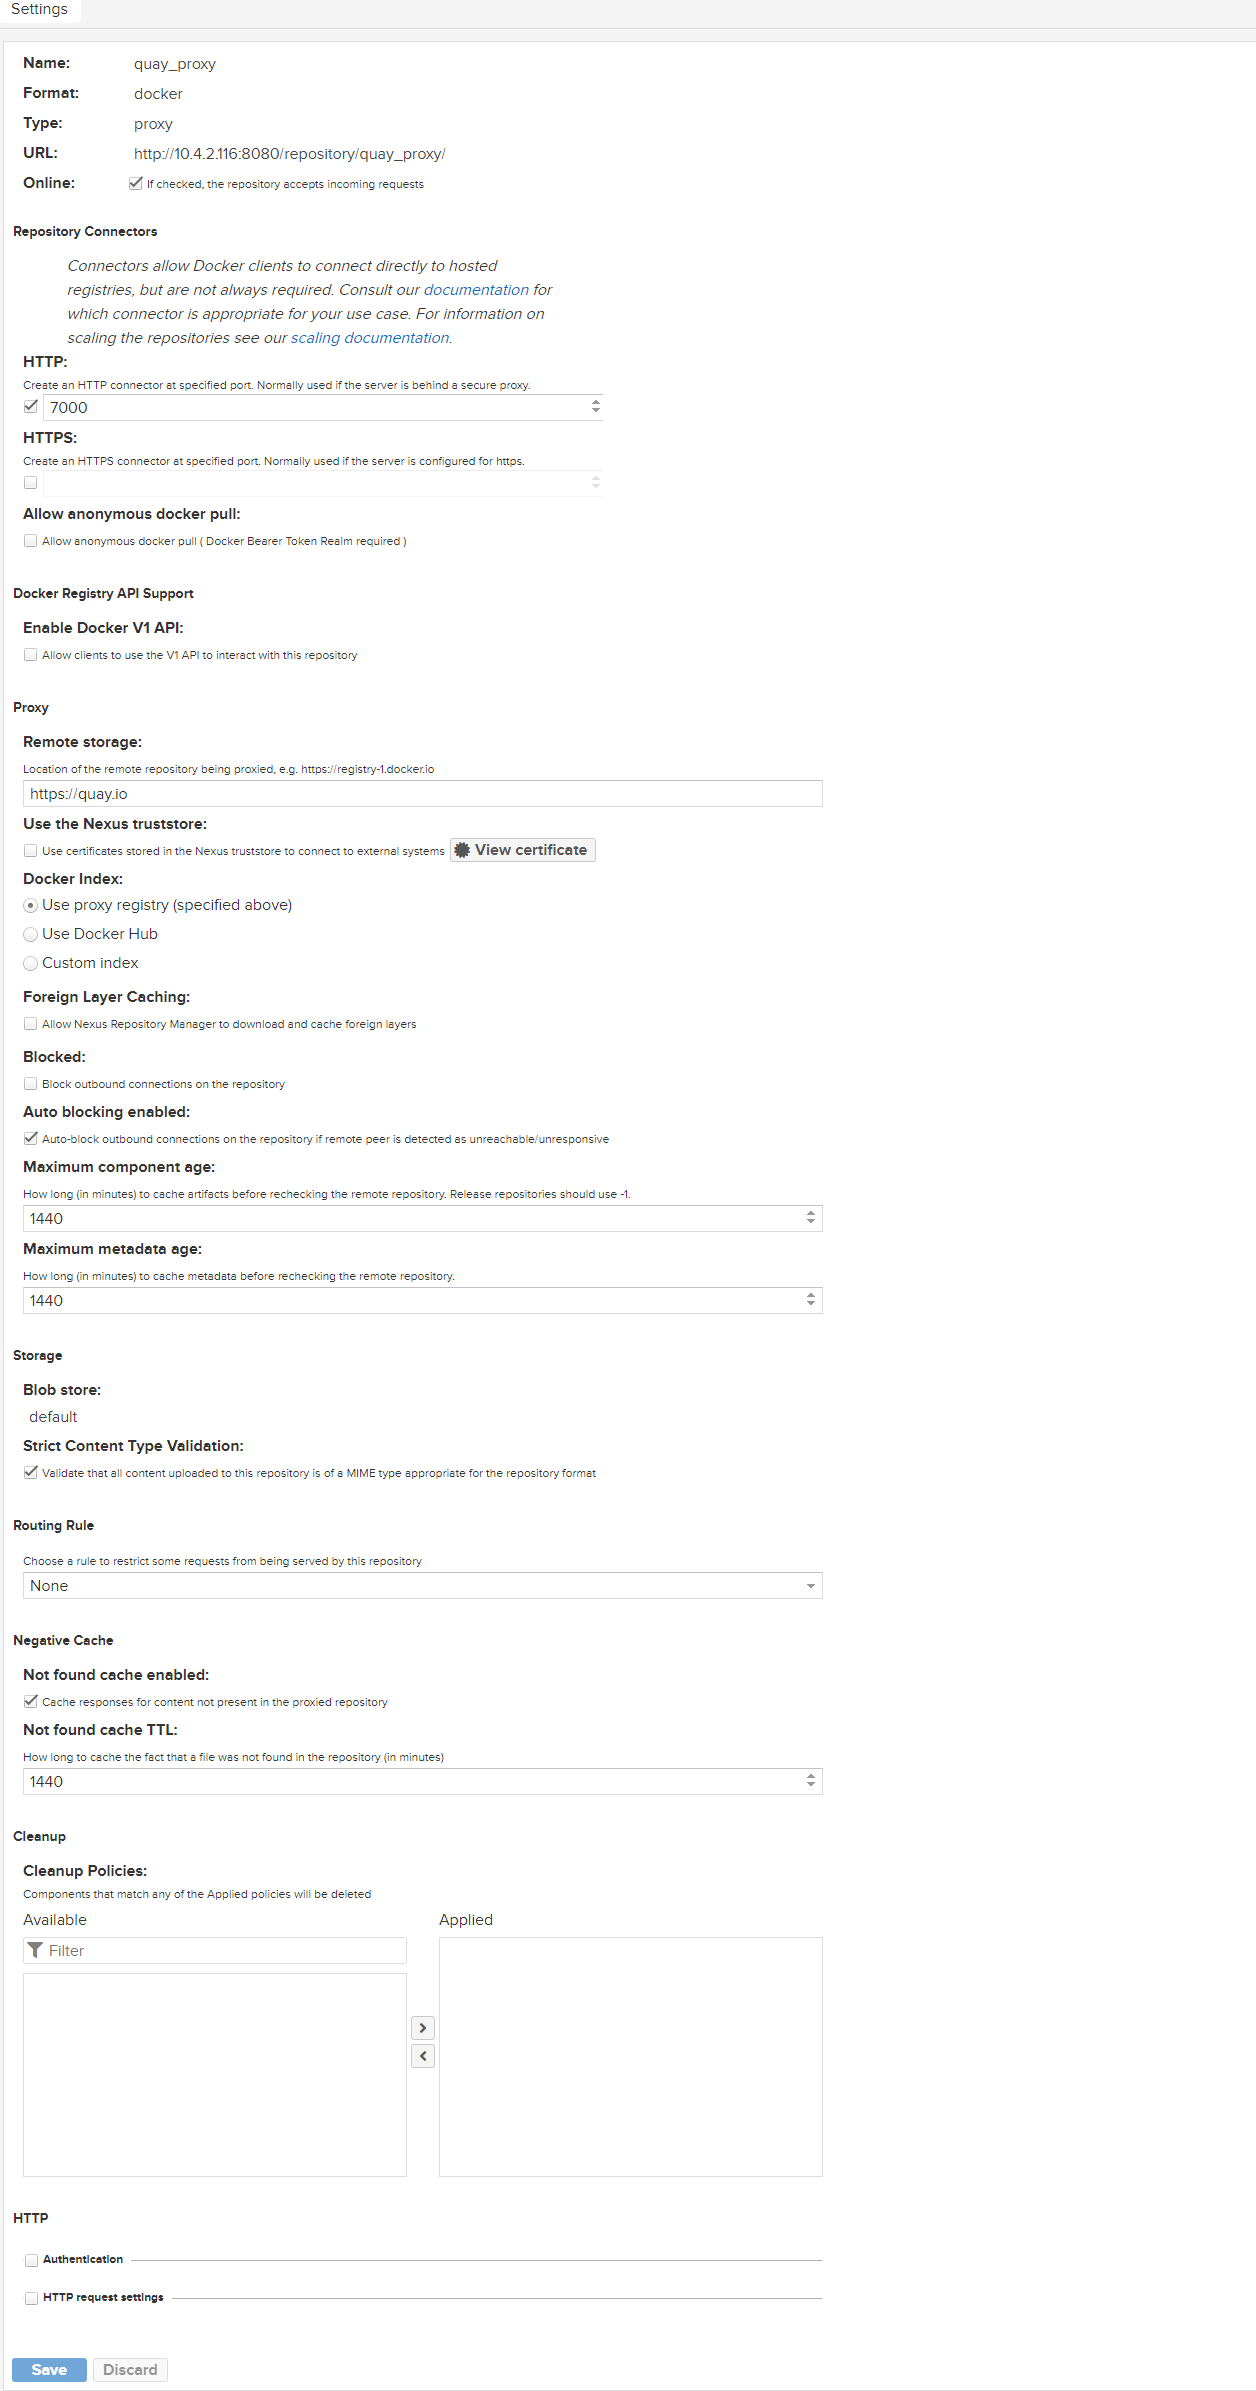 Settings
Name: quay_proxy
Format: docker
Type: proxy
URL: http://10.4.2.116:8080/repository/quay_proxy/
Online: If checked, the repository accepts incoming requests
Repository Connectors
Connectors allow Docker clients to connect directly to hosted
registries, but are not always required. Consult our documentation for
which connector is appropriate for your use case. For information on
scaling the repositories see our scaling documentation.
HTTP:
Create an HTTP connector at specified port. Normally used if the server is behind a secure proxy.
7000
HTTPS:
Create an HTTPS connector at specified port. Normally used if the server is configured for https.
Allow anonymous docker pull:
Allow anonymous docker pull ( Docker Bearer Token Realm required )
Docker Registry API Support
Enable Docker V1 API:
Allow clients to use the V1 API to interact with this repository
Proxy
Remote storage:
Location of the remote repository being proxied, e.g. https://registry-1.docker.io
https://quay.io
Use the Nexus truststore:
Use certificates stored in the Nexus truststore to connect to external systems View certificate
Docker Index:
Use proxy registry (specified above)
Use Docker Hub
Custom index
Foreign Layer Caching:
Allow Nexus Repository Manager to download and cache foreign layers
Blocked:
Block outbound connections on the repository
Auto blocking enabled:
Auto-block outbound connections on the repository if remote peer is detected as unreachable/unresponsive
Maximum component age:
How long (in minutes) to cache artifacts before rechecking the remote repository. Release repositories should use -1.
1440
Maximum metadata age:
How long (in minutes) to cache metadata before rechecking the remote repository.
1440
Storage
Blob store:
default
Strict Content Type Validation:
Validate that all content uploaded to this repository is of a MIME type appropriate for the repository format
Routing Rule
Choose a rule to restrict some requests from being served by this repository
None
Negative Cache
Not found cache enabled:
Cache responses for content not present in the proxied repository
Not found cache TTL:
How long to cache the fact that a file was not found in the repository (in minutes)
1440
Cleanup
Cleanup Policies:
Components that match any of the Applied policies will be deleted
Available Applied
Filter
HTTP
Authentication
HTTP request settings
Save Discard